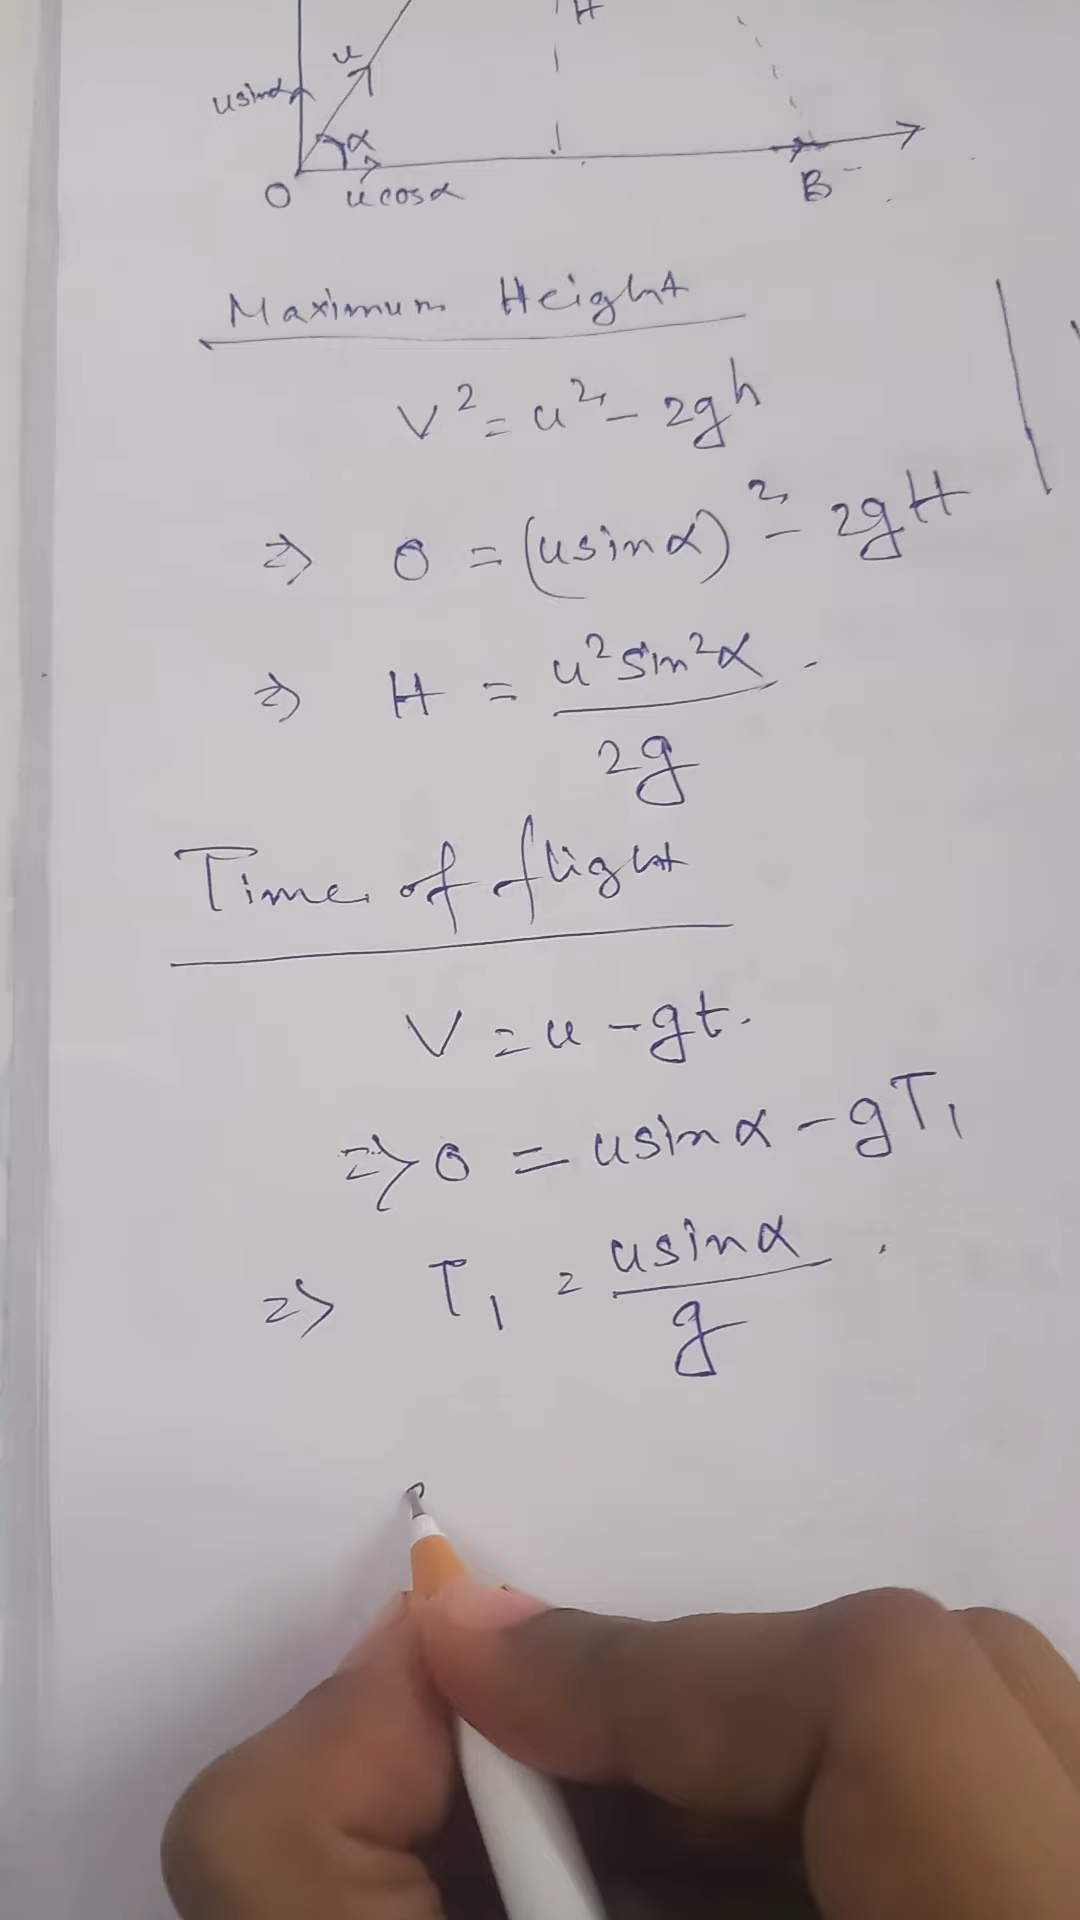 H
u
usinα
α
O ucosα B
Maximum Height
V² = u² - 2gh
⇒ 0 = (usinα)² - 2gH
⇒ H = u²sin²α / 2g
Time of flight
V = u - gt.
⇒ 0 = usinα - gT₁
⇒ T₁ = usinα / g